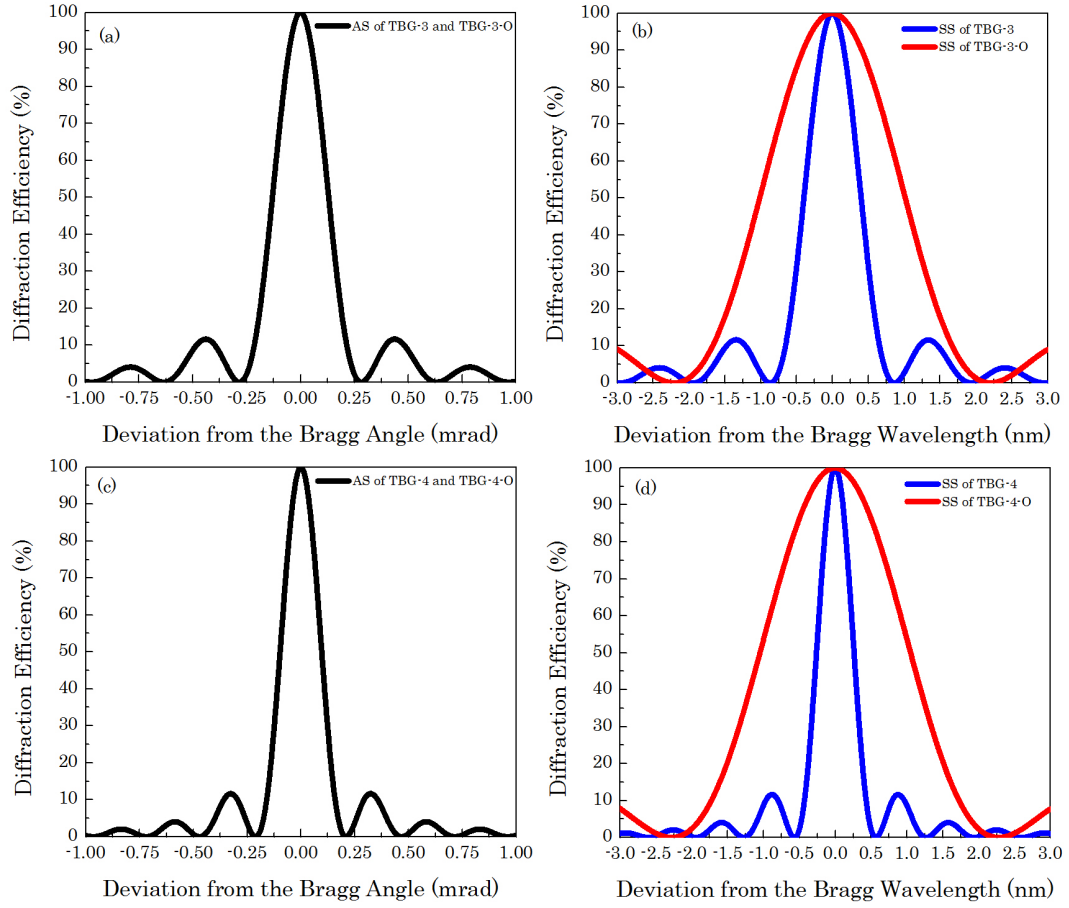 (a)
AS of TBG-3 and TBG-3-O
Diffraction Efficiency (%)
100
90
80
70
60
50
40
30
20
10
0
-1.00 -0.75 -0.50 -0.25 0.00 0.25 0.50 0.75 1.00
Deviation from the Bragg Angle (mrad)
(b)
SS of TBG-3
SS of TBG-3-O
Diffraction Efficiency (%)
100
90
80
70
60
50
40
30
20
10
0
-3.0 -2.5 -2.0 -1.5 -1.0 -0.5 0.0 0.5 1.0 1.5 2.0 2.5 3.0
Deviation from the Bragg Wavelength (nm)
(c)
AS of TBG-4 and TBG-4-O
Diffraction Efficiency (%)
100
90
80
70
60
50
40
30
20
10
0
-1.00 -0.75 -0.50 -0.25 0.00 0.25 0.50 0.75 1.00
Deviation from the Bragg Angle (mrad)
(d)
SS of TBG-4
SS of TBG-4-O
Diffraction Efficiency (%)
100
90
80
70
60
50
40
30
20
10
0
-3.0 -2.5 -2.0 -1.5 -1.0 -0.5 0.0 0.5 1.0 1.5 2.0 2.5 3.0
Deviation from the Bragg Wavelength (nm)